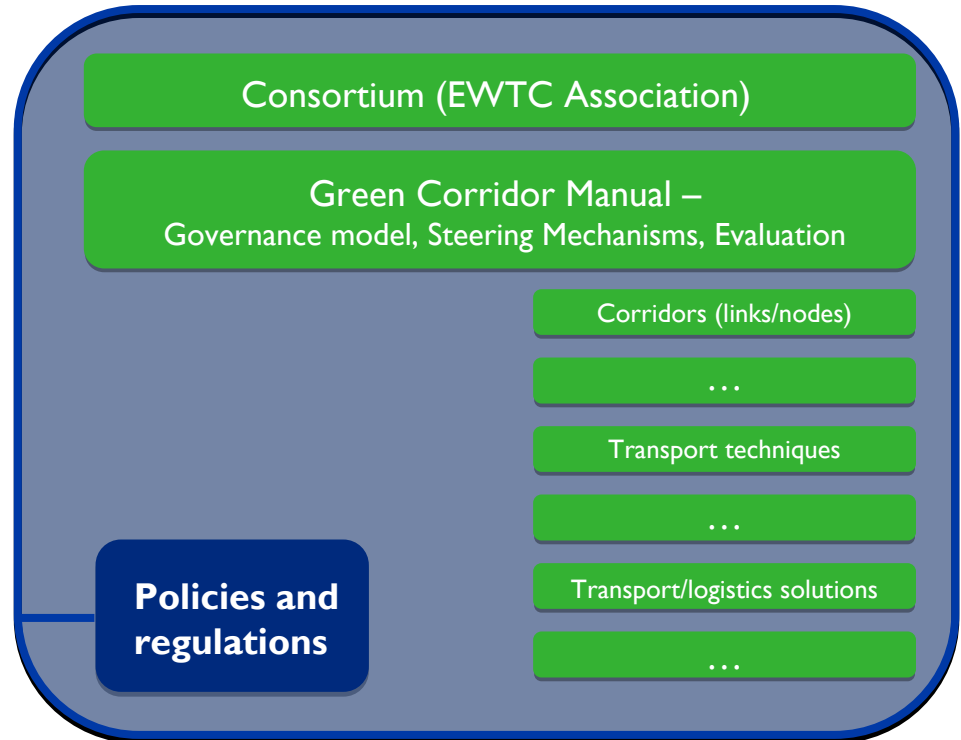 Consortium (EWTC Association)
Green Corridor Manual –
Governance model, Steering Mechanisms, Evaluation
Corridors (links/nodes)
…
Transport techniques
…
Transport/logistics solutions
…
Policies and
regulations